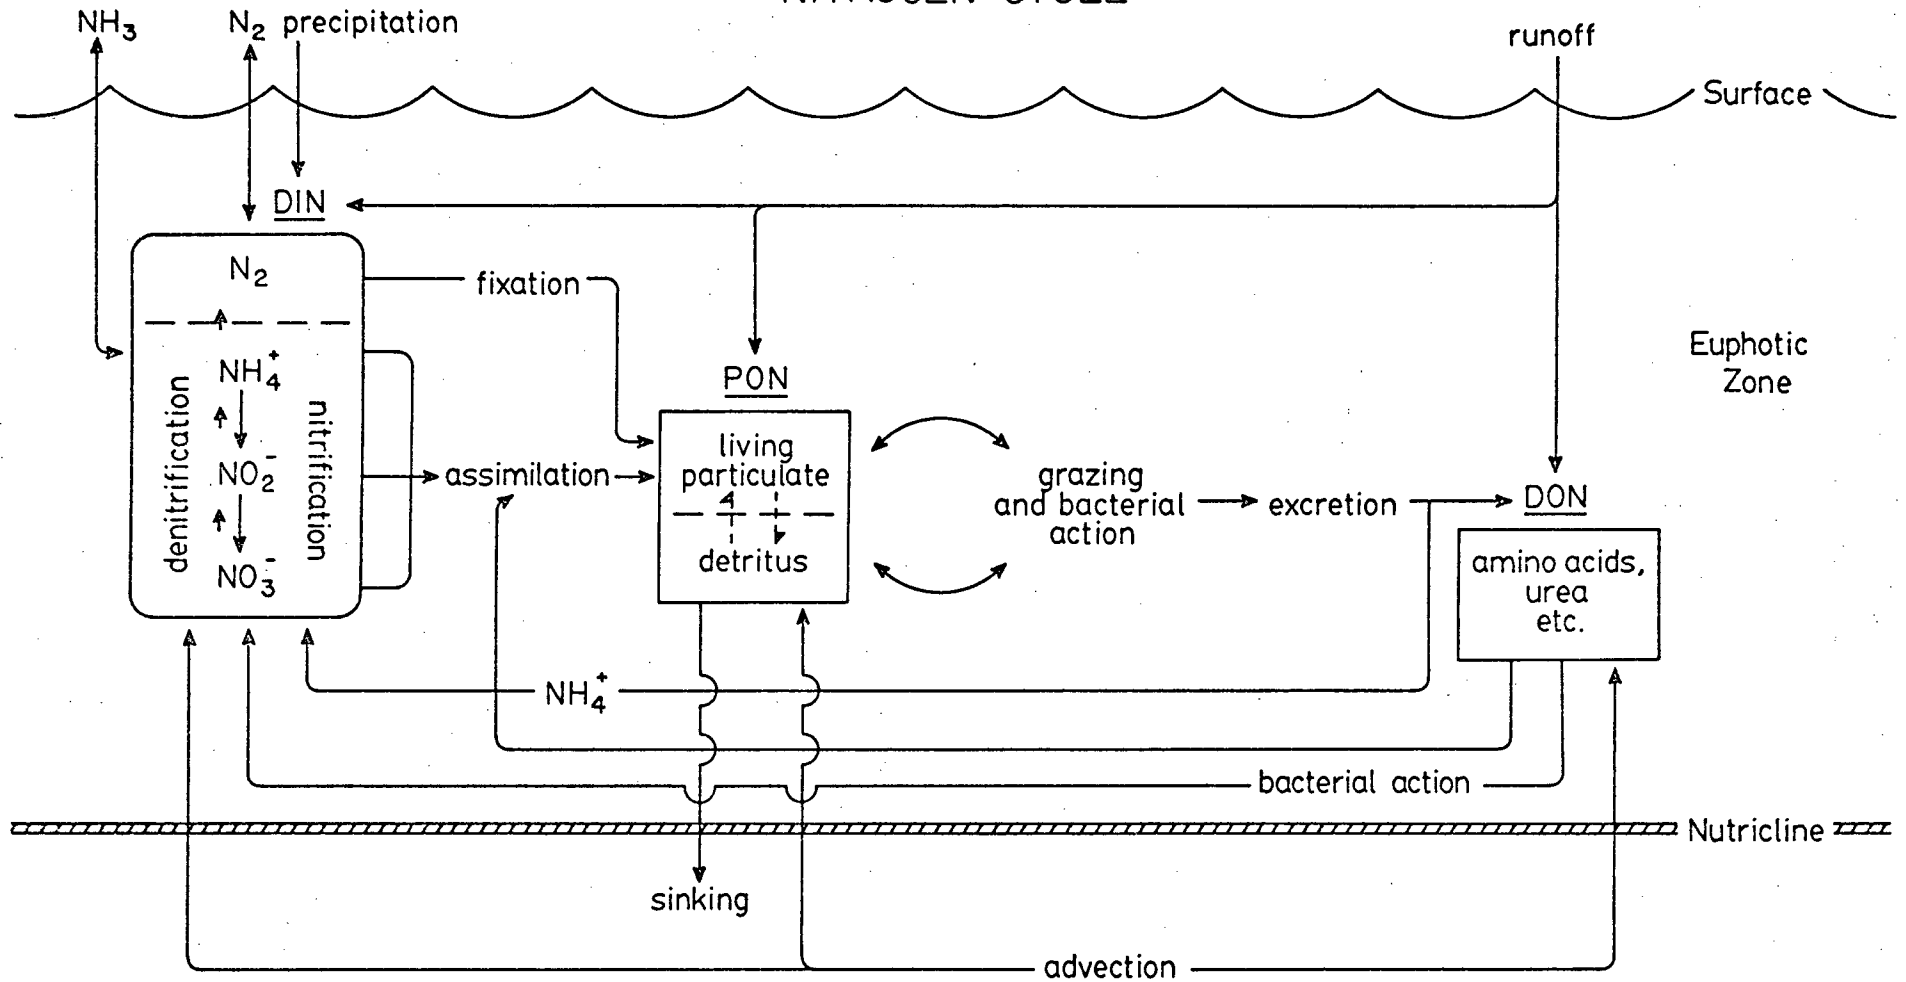 NH₃
N₂ precipitation
runoff
Surface
DIN
N₂
fixation
Euphotic
Zone
NH₄⁺
denitrification
nitrification
PON
living
particulate
NO₂⁻
assimilation
grazing
and bacterial
action
excretion
DON
detritus
NO₃⁻
amino acids,
urea
etc.
NH₄⁺
bacterial action
Nutricline
sinking
advection